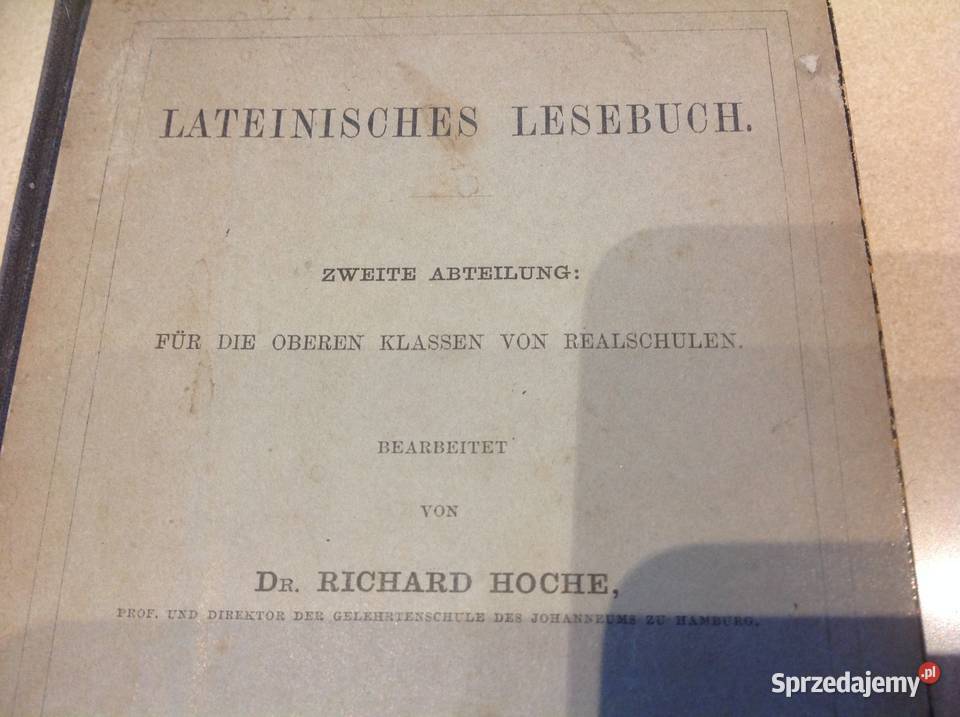 LATEINISCHES LESEBUCH.
ZWEITE ABTEILUNG:
FÜR DIE OBEREN KLASSEN VON REALSCHULEN.
BEARBEITET
VON
DR. RICHARD HOCHE,
PROF. UND DIREKTOR DER GELEHRTENSCHULE DES JOHANNEUMS ZU HAMBURG.
Sprzedajemy.pl